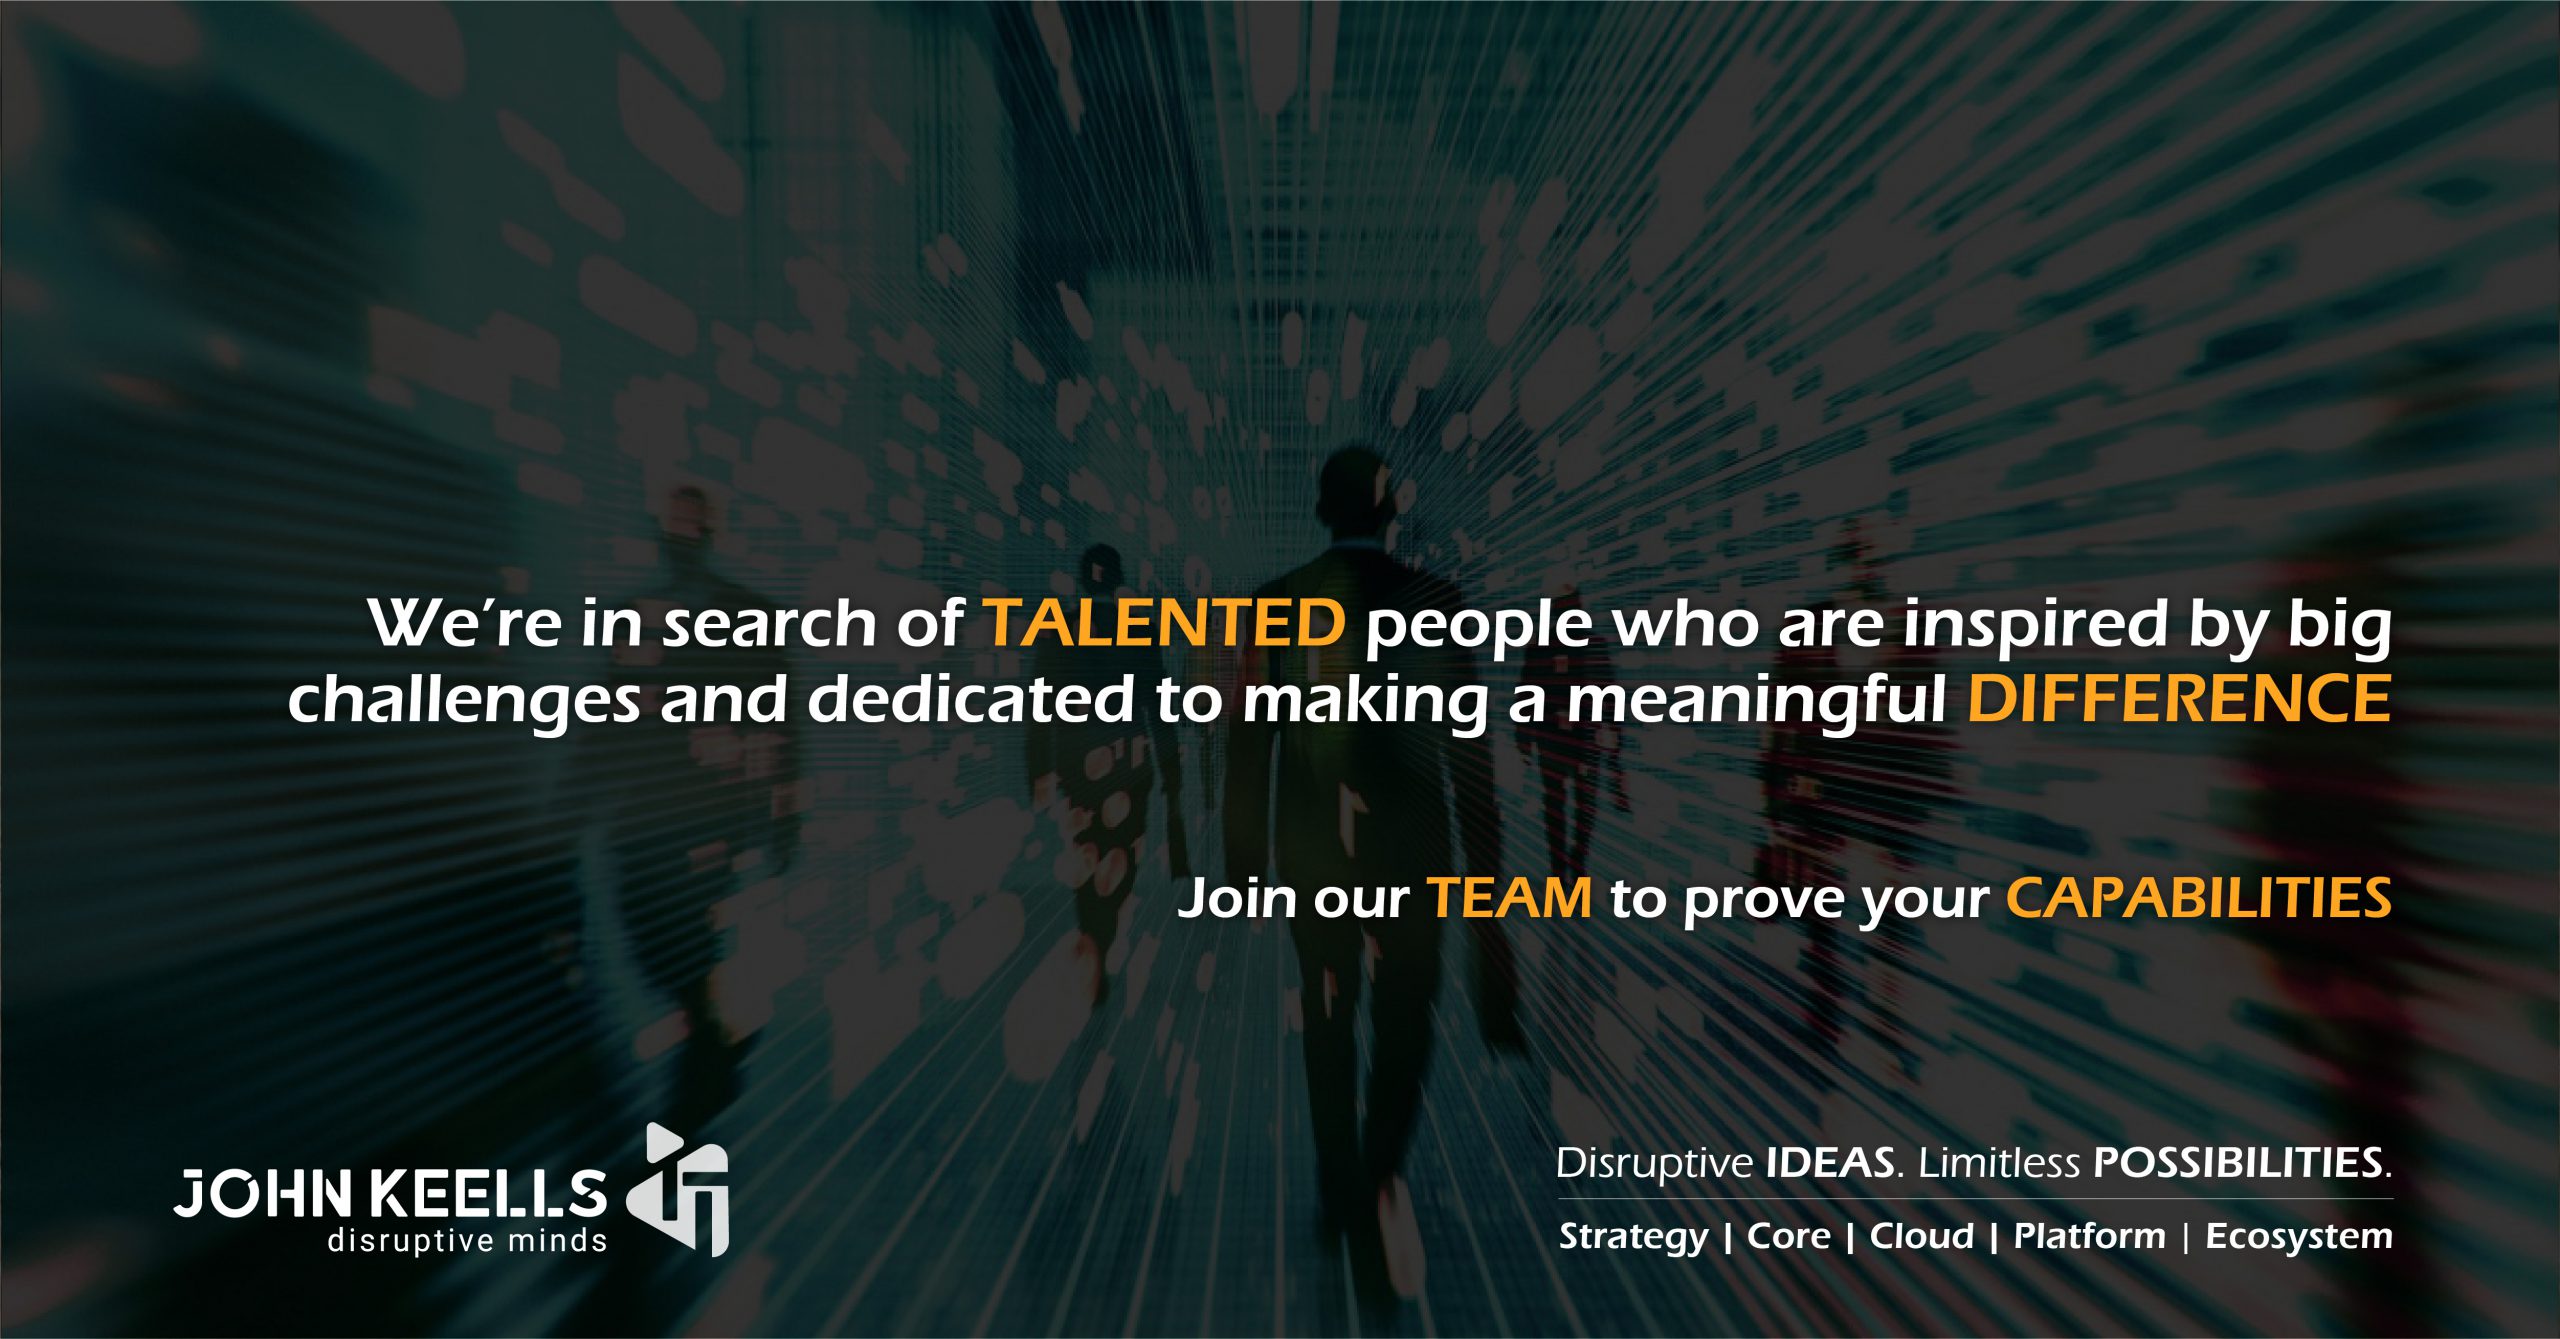 We're in search of TALENTED people who are inspired by big
challenges and dedicated to making a meaningful DIFFERENCE
Join our TEAM to prove your CAPABILITIES
JOHN KEELLS
disruptive minds
Disruptive IDEAS. Limitless POSSIBILITIES.
Strategy | Core | Cloud | Platform | Ecosystem